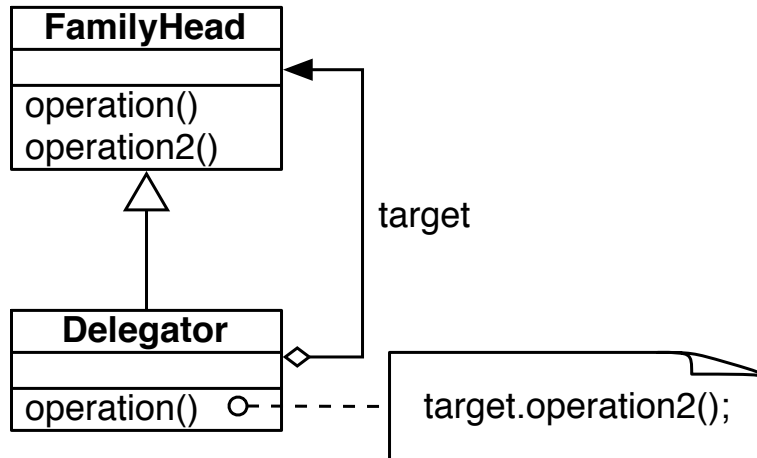 FamilyHead
operation()
operation2()
target
Delegator
operation()
target.operation2();